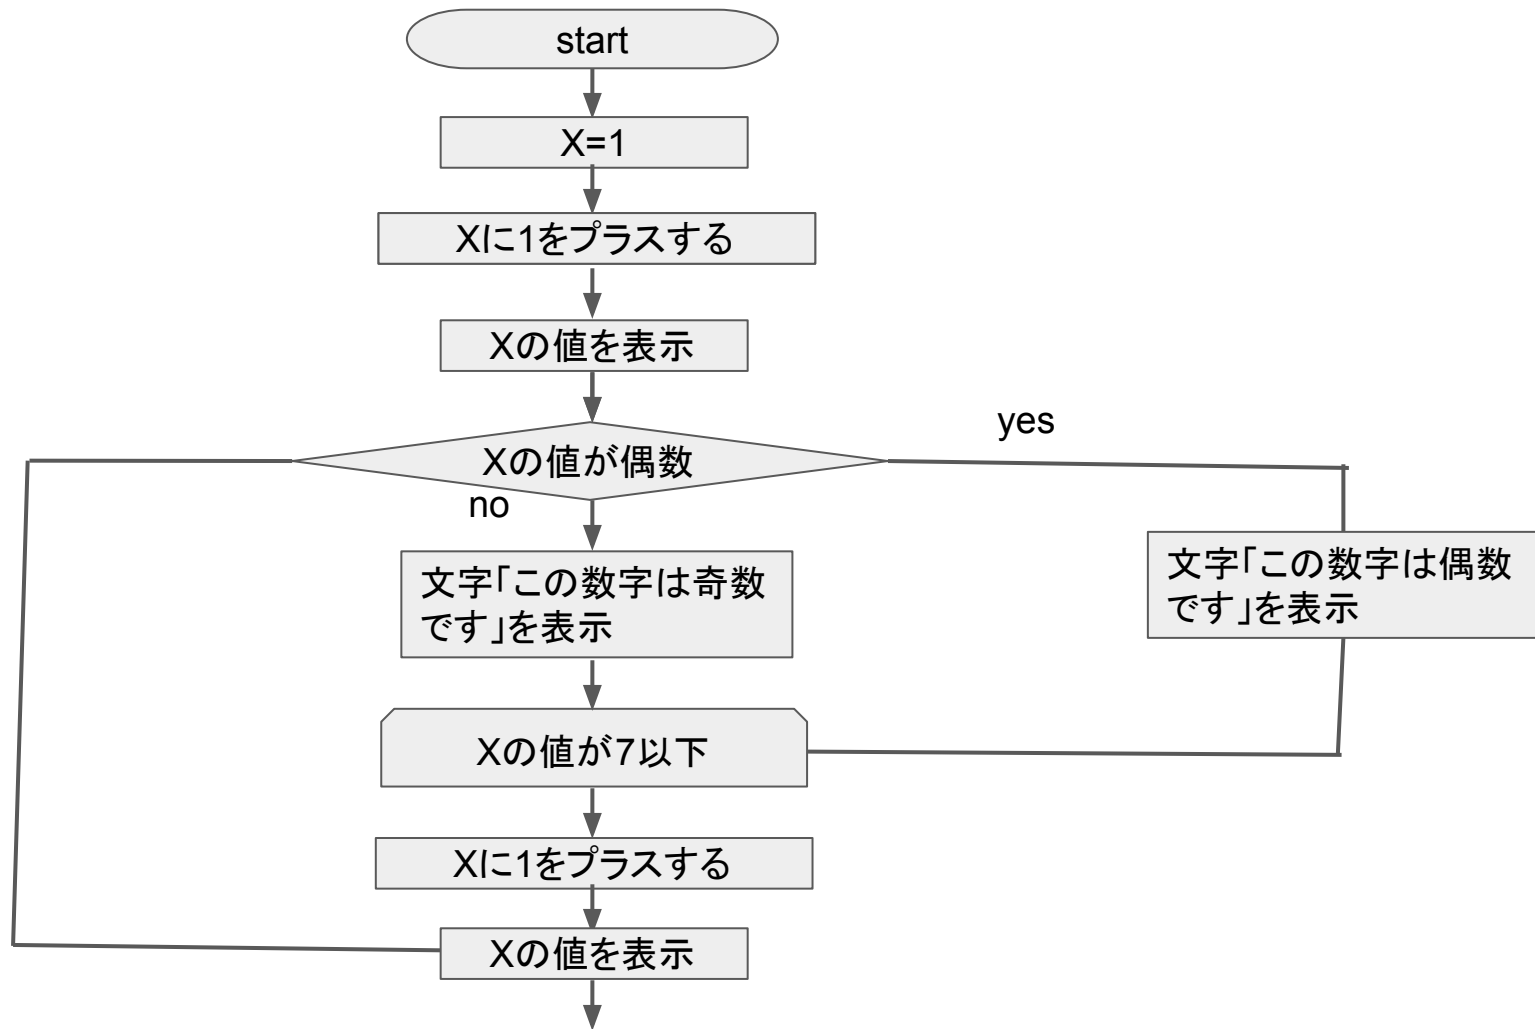 start
X=1
Xに1をプラスする
Xの値を表示
yes
Xの値が偶数
no
文字｢この数字は奇数
です｣を表示
文字｢この数字は偶数
です｣を表示
Xの値が7以下
Xに1をプラスする
Xの値を表示